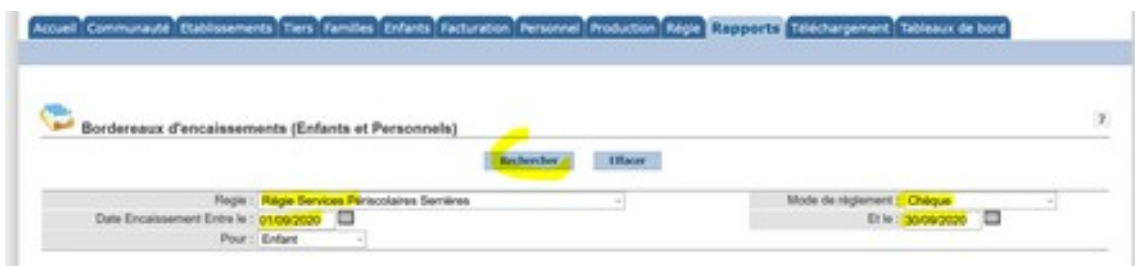 Accueil Communauté Etablissements Tiers Familles Enfants Facturation Personnel Production Régie Rapports Téléchargement Tableaux de bord
Bordereaux d'encaissements (Enfants et Personnels) ?
Rechercher Effacer
Regie : Régie Services Périscolaires Serrières Mode de réglement : Chèque
Date Encaissement Entre le : 01/09/2020 Et le : 30/09/2020
Pour : Enfant